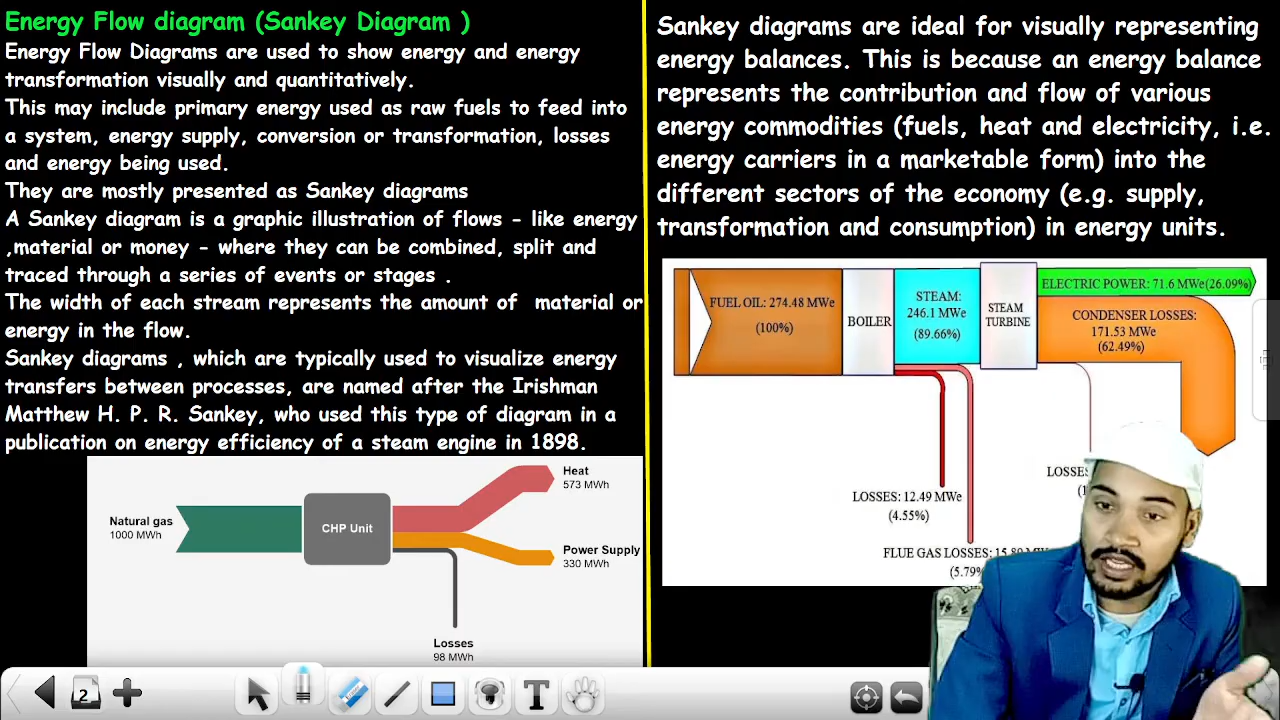 Energy Flow diagram (Sankey Diagram )
Energy Flow Diagrams are used to show energy and energy
transformation visually and quantitatively.
This may include primary energy used as raw fuels to feed into
a system, energy supply, conversion or transformation, losses
and energy being used.
They are mostly presented as Sankey diagrams
A Sankey diagram is a graphic illustration of flows - like energy
,material or money - where they can be combined, split and
traced through a series of events or stages .
The width of each stream represents the amount of material or
energy in the flow.
Sankey diagrams , which are typically used to visualize energy
transfers between processes, are named after the Irishman
Matthew H. P. R. Sankey, who used this type of diagram in a
publication on energy efficiency of a steam engine in 1898.
Natural gas
1000 MWh
CHP Unit
Heat
573 MWh
Power Supply
330 MWh
Losses
98 MWh
Sankey diagrams are ideal for visually representing
energy balances. This is because an energy balance
represents the contribution and flow of various
energy commodities (fuels, heat and electricity, i.e.
energy carriers in a marketable form) into the
different sectors of the economy (e.g. supply,
transformation and consumption) in energy units.
FUEL OIL: 274.48 MWe
(100%)
BOILER
STEAM:
246.1 MWe
(89.66%)
STEAM
TURBINE
ELECTRIC POWER: 71.6 MWe(26.09%)
CONDENSER LOSSES:
171.53 MWe
(62.49%)
LOSSES
LOSSES: 12.49 MWe
(4.55%)
FLUE GAS LOSSES:
(5.79%
2
T